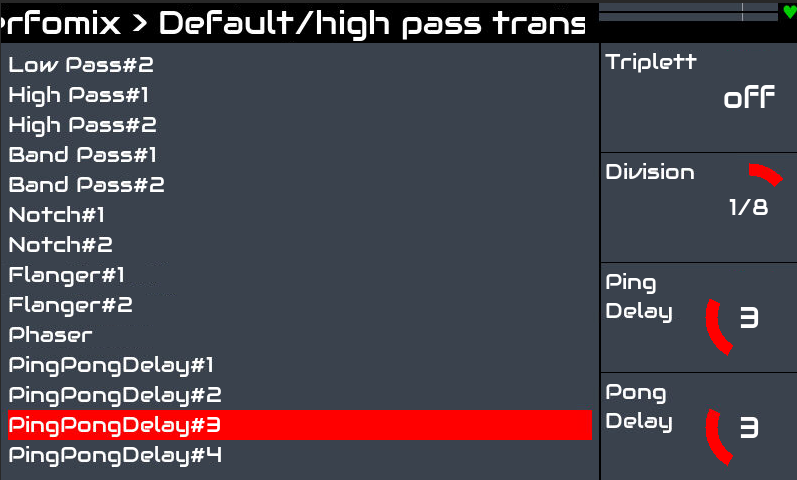 erfomix > Default/high pass trans
Low Pass#2
High Pass#1
High Pass#2
Band Pass#1
Band Pass#2
Notch#1
Notch#2
Flanger#1
Flanger#2
Phaser
PingPongDelay#1
PingPongDelay#2
PingPongDelay#3
PingPongDelay#4
Triplett
off
Division
1/8
Ping
Delay
3
Pong
Delay
3